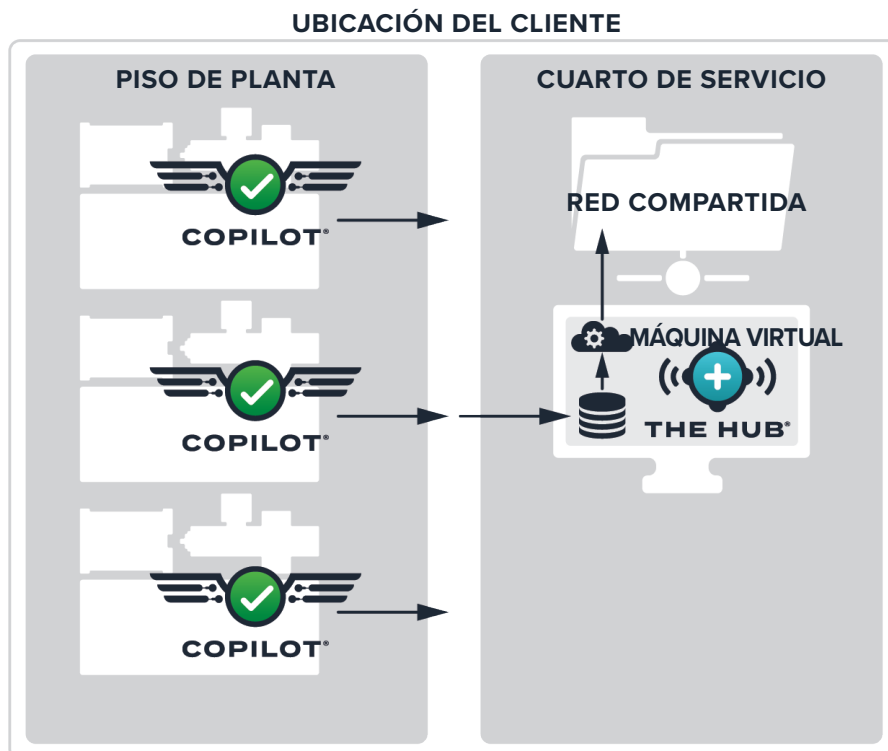 UBICACIÓN DEL CLIENTE
PISO DE PLANTA
COPILOT®
COPILOT®
COPILOT®
CUARTO DE SERVICIO
RED COMPARTIDA
MÁQUINA VIRTUAL
THE HUB®